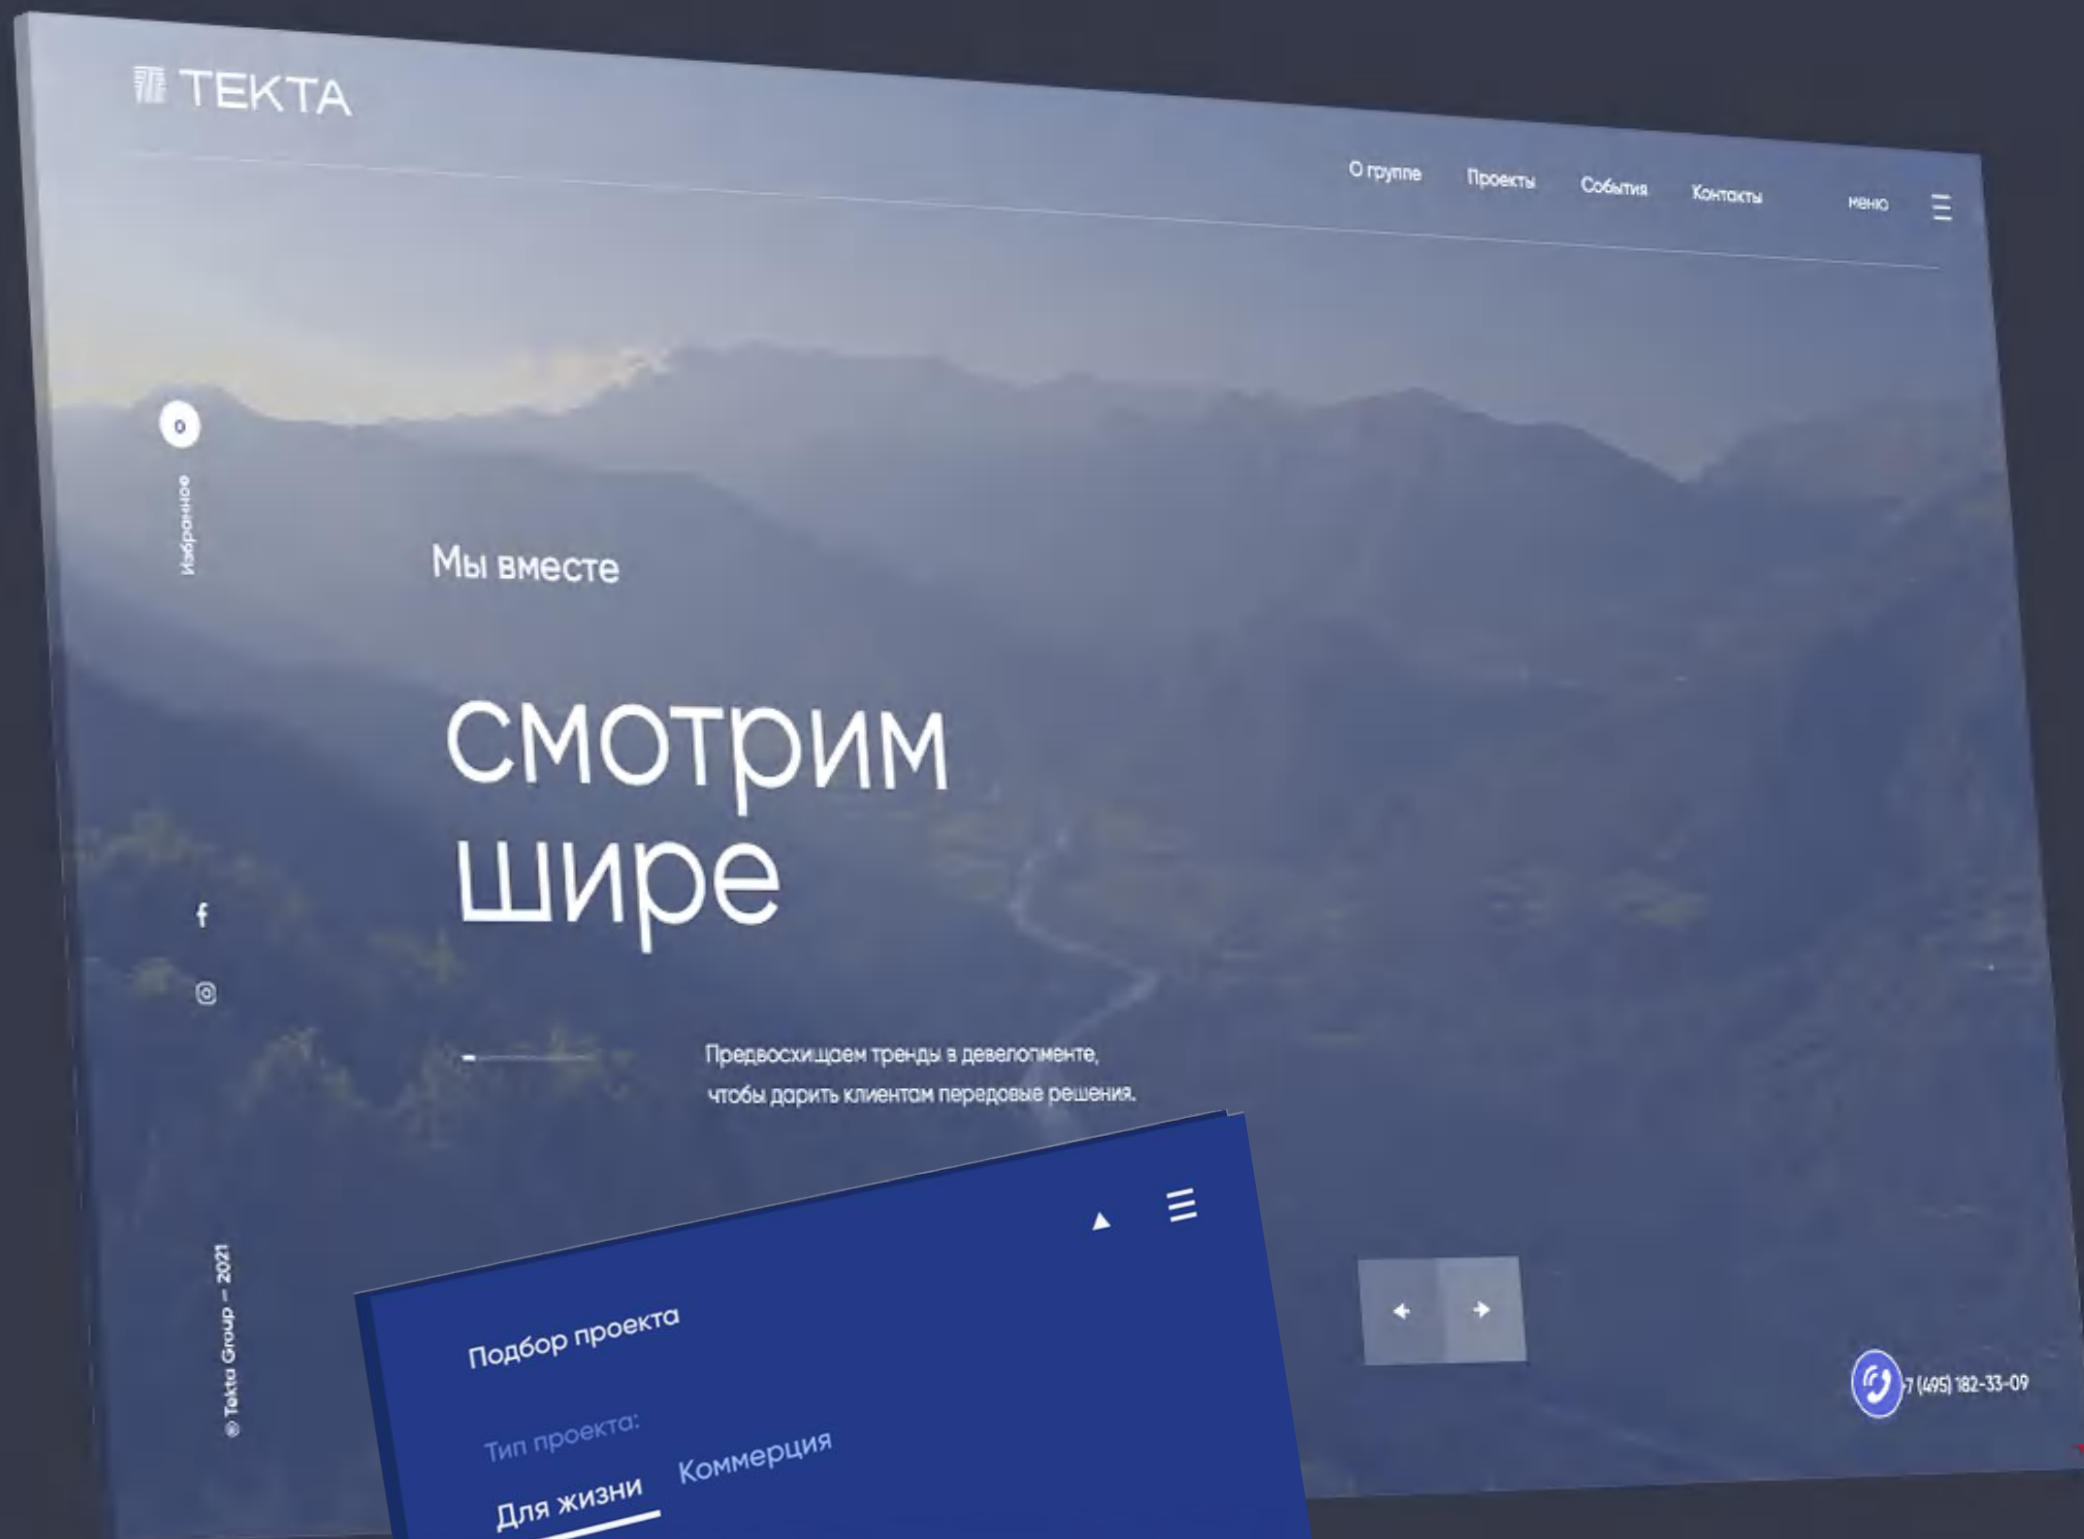 ТЕКТА
О группе
Проекты
События
Контакты
меню
0
Избранное
Мы вместе
смотрим
шире
Предвосхищаем тренды в девелопменте,
чтобы дарить клиентам передовые решения.
® Tekta Group — 2021
+7 (495) 182-33-09
Подбор проекта
Тип проекта:
Для жизни
Коммерция